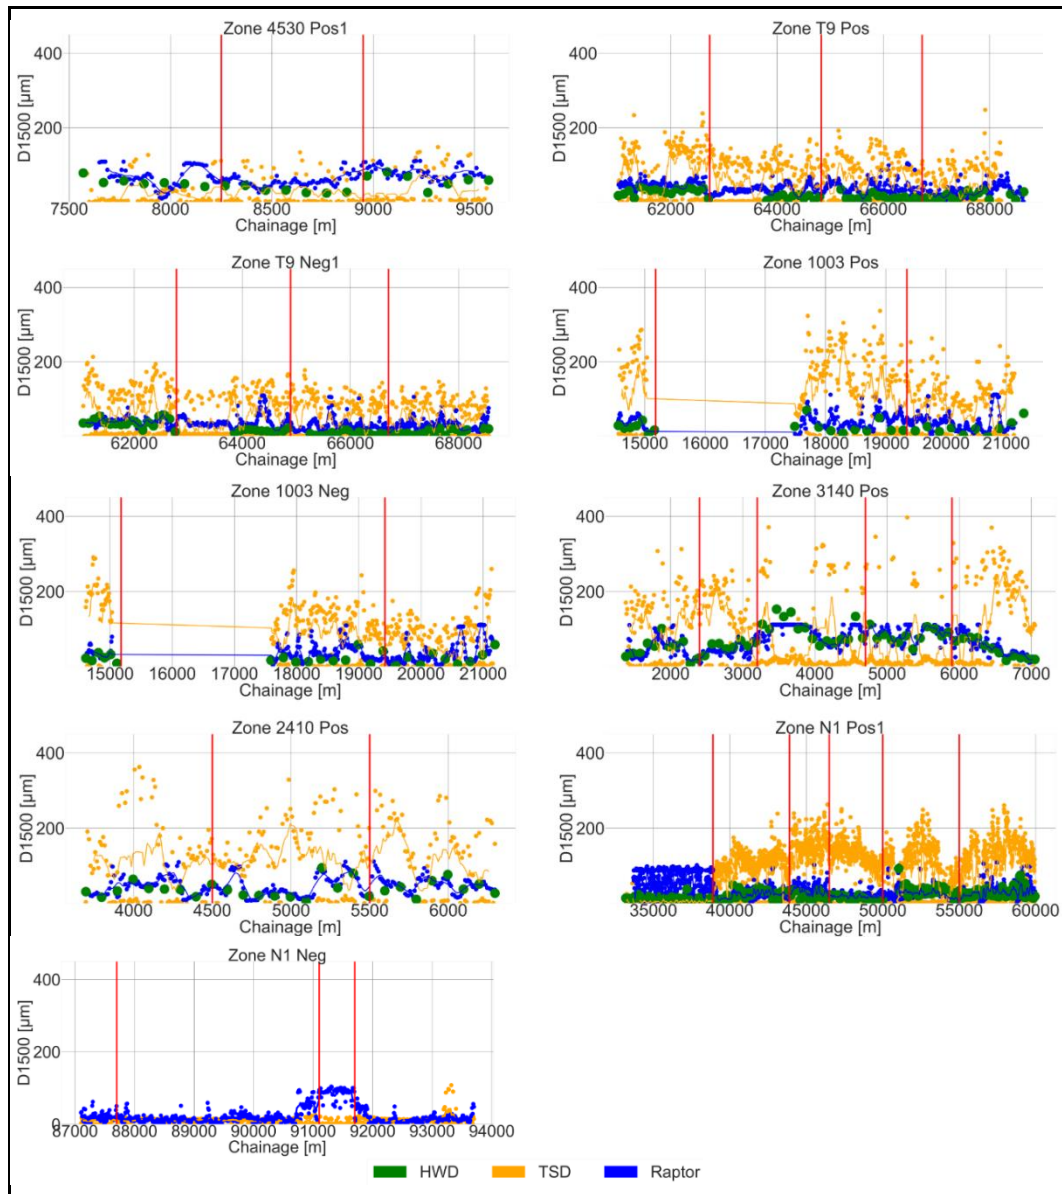 Zone 4530 Pos1
D1500 [µm]
400
200
7500 8000 8500 9000 9500
Chainage [m]
Zone T9 Pos
D1500 [µm]
400
200
62000 64000 66000 68000
Chainage [m]
Zone T9 Neg1
D1500 [µm]
400
200
62000 64000 66000 68000
Chainage [m]
Zone 1003 Pos
D1500 [µm]
400
200
15000 16000 17000 18000 19000 20000 21000
Chainage [m]
Zone 1003 Neg
D1500 [µm]
400
200
15000 16000 17000 18000 19000 20000 21000
Chainage [m]
Zone 3140 Pos
D1500 [µm]
400
200
2000 3000 4000 5000 6000 7000
Chainage [m]
Zone 2410 Pos
D1500 [µm]
400
200
4000 4500 5000 5500 6000
Chainage [m]
Zone N1 Pos1
D1500 [µm]
400
200
35000 40000 45000 50000 55000 60000
Chainage [m]
Zone N1 Neg
D1500 [µm]
400
200
0
87000 88000 89000 90000 91000 92000 93000 94000
Chainage [m]
HWD TSD Raptor